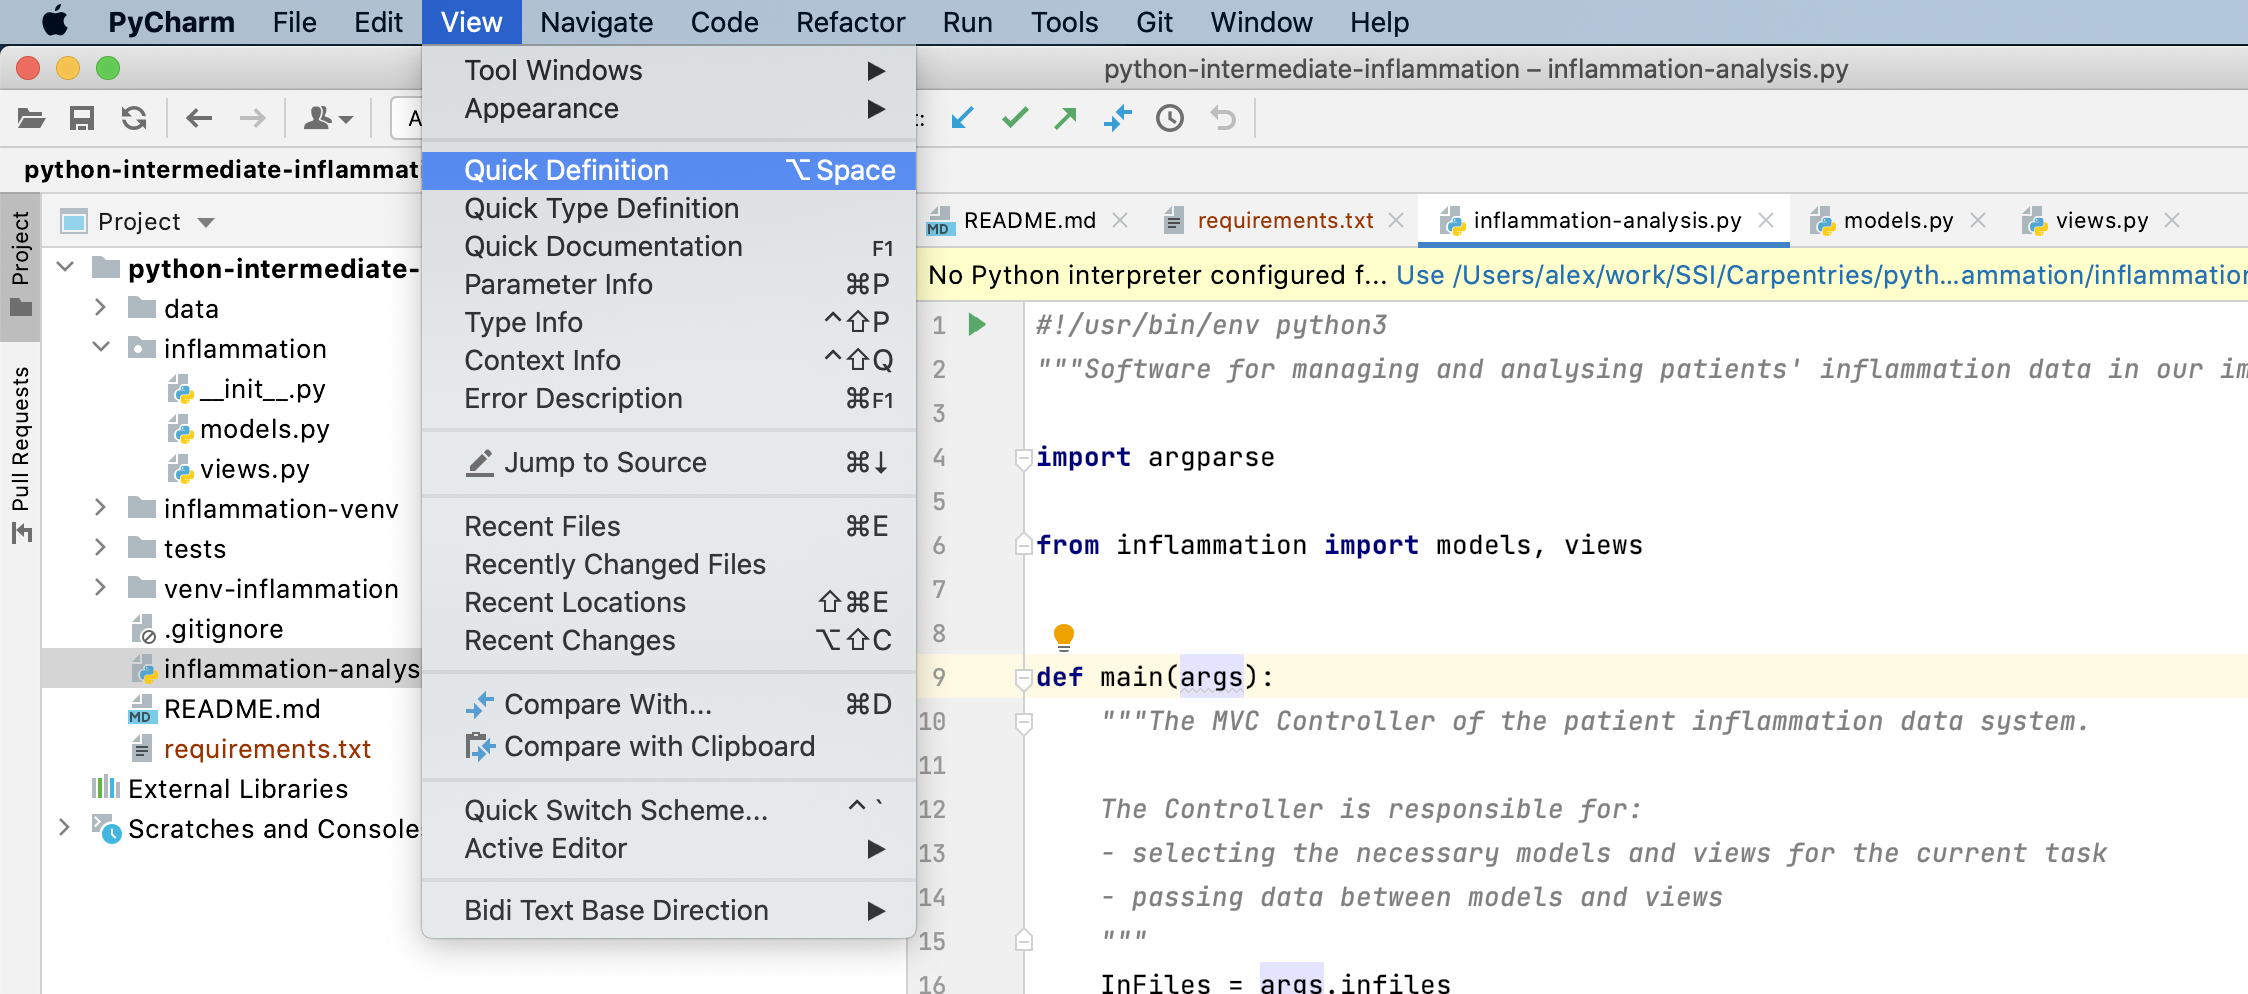 PyCharm File Edit View Navigate Code Refactor Run Tools Git Window Help
python-intermediate-inflammation – inflammation-analysis.py
A
:
python-intermediate-inflammati
Project
Pull Requests
Project
python-intermediate-
data
inflammation
__init__.py
models.py
views.py
inflammation-venv
tests
venv-inflammation
.gitignore
inflammation-analys
MD README.md
requirements.txt
External Libraries
Scratches and Console
Tool Windows ▶
Appearance ▶
Quick Definition ⌥ Space
Quick Type Definition
Quick Documentation F1
Parameter Info ⌘P
Type Info ^⇧P
Context Info ^⇧Q
Error Description ⌘F1
Jump to Source ⌘↓
Recent Files ⌘E
Recently Changed Files
Recent Locations ⇧⌘E
Recent Changes ⌥⇧C
Compare With... ⌘D
Compare with Clipboard
Quick Switch Scheme... ^`
Active Editor ▶
Bidi Text Base Direction ▶
MD README.md requirements.txt inflammation-analysis.py models.py views.py
No Python interpreter configured f... Use /Users/alex/work/SSI/Carpentries/pyth...ammation/inflammation
1 #!/usr/bin/env python3
2 """Software for managing and analysing patients' inflammation data in our im
3
4 import argparse
5
6 from inflammation import models, views
7
8
9 def main(args):
10 """The MVC Controller of the patient inflammation data system.
11
12 The Controller is responsible for:
13 - selecting the necessary models and views for the current task
14 - passing data between models and views
15 """
16 InFiles = args.infiles